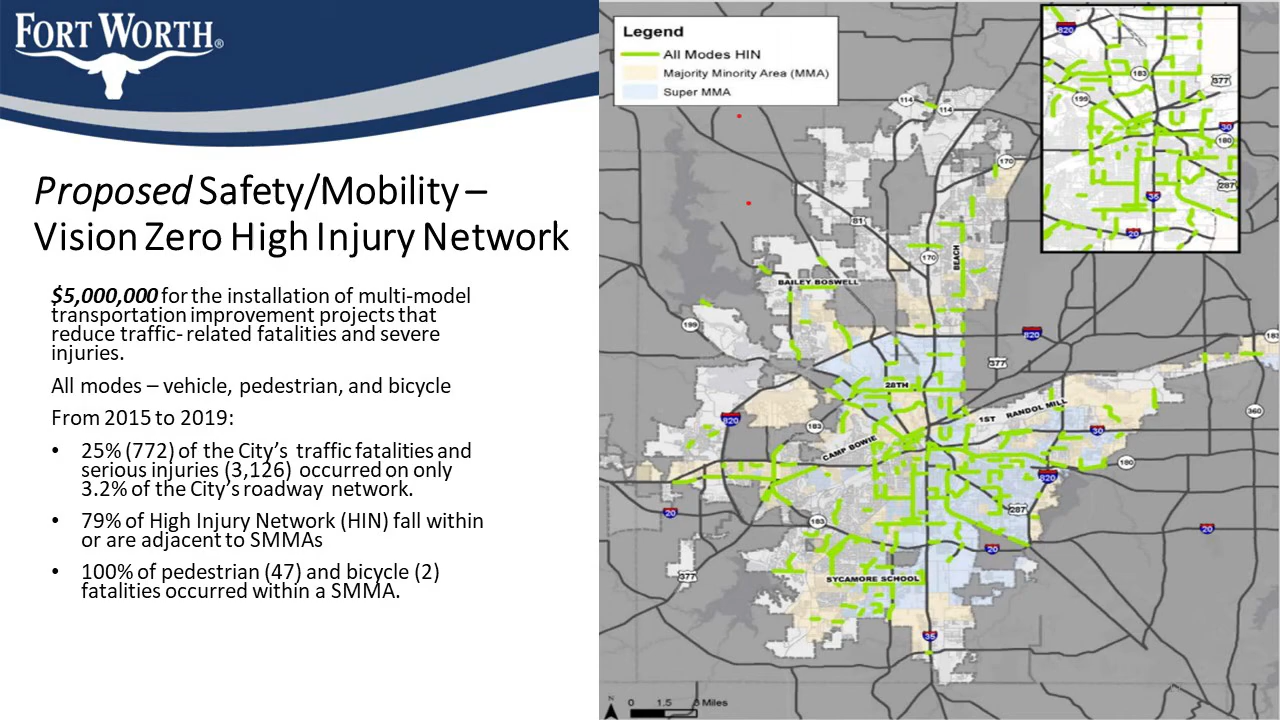 FORT WORTH®
Proposed Safety/Mobility –
Vision Zero High Injury Network
$5,000,000 for the installation of multi-model
transportation improvement projects that
reduce traffic- related fatalities and severe
injuries.
All modes – vehicle, pedestrian, and bicycle
From 2015 to 2019:
• 25% (772) of the City's traffic fatalities and
serious injuries (3,126) occurred on only
3.2% of the City's roadway network.
• 79% of High Injury Network (HIN) fall within
or are adjacent to SMMAs
• 100% of pedestrian (47) and bicycle (2)
fatalities occurred within a SMMA.
Legend
All Modes HIN
Majority Minority Area (MMA)
Super MMA
820
183
377
199
30
180
287
35
20
114
114
170
81
170
BEACH
BAILEY BOSWELL
199
820
377
28TH
1ST
RANDOL MILL
360
820
183
CAMP BOWIE
30
180
820
20
183
287
20
20
377
SYCAMORE SCHOOL
35
N
0 1.5 3 Miles